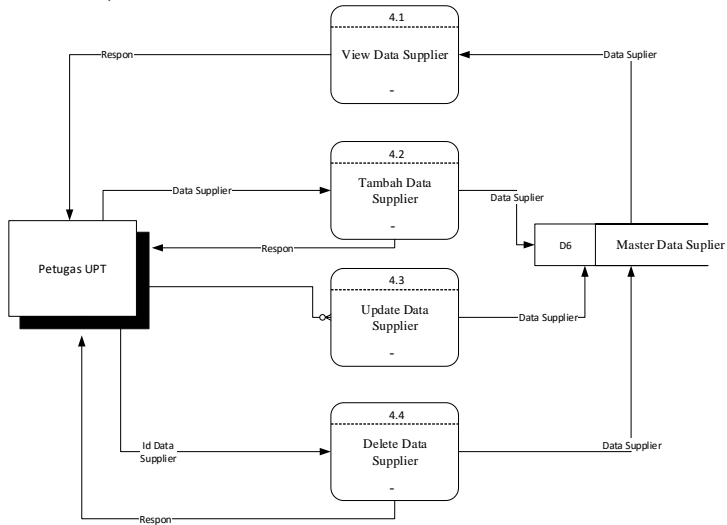 4.1
Respon
View Data Supplier
Data Suplier
-
4.2
Data Supplier
Tambah Data
Supplier
Data Suplier
-
Respon
D6
Master Data Suplier
Petugas UPT
4.3
Update Data
Supplier
Data Supplier
-
4.4
Id Data
Supplier
Delete Data
Supplier
Data Supplier
-
Respon